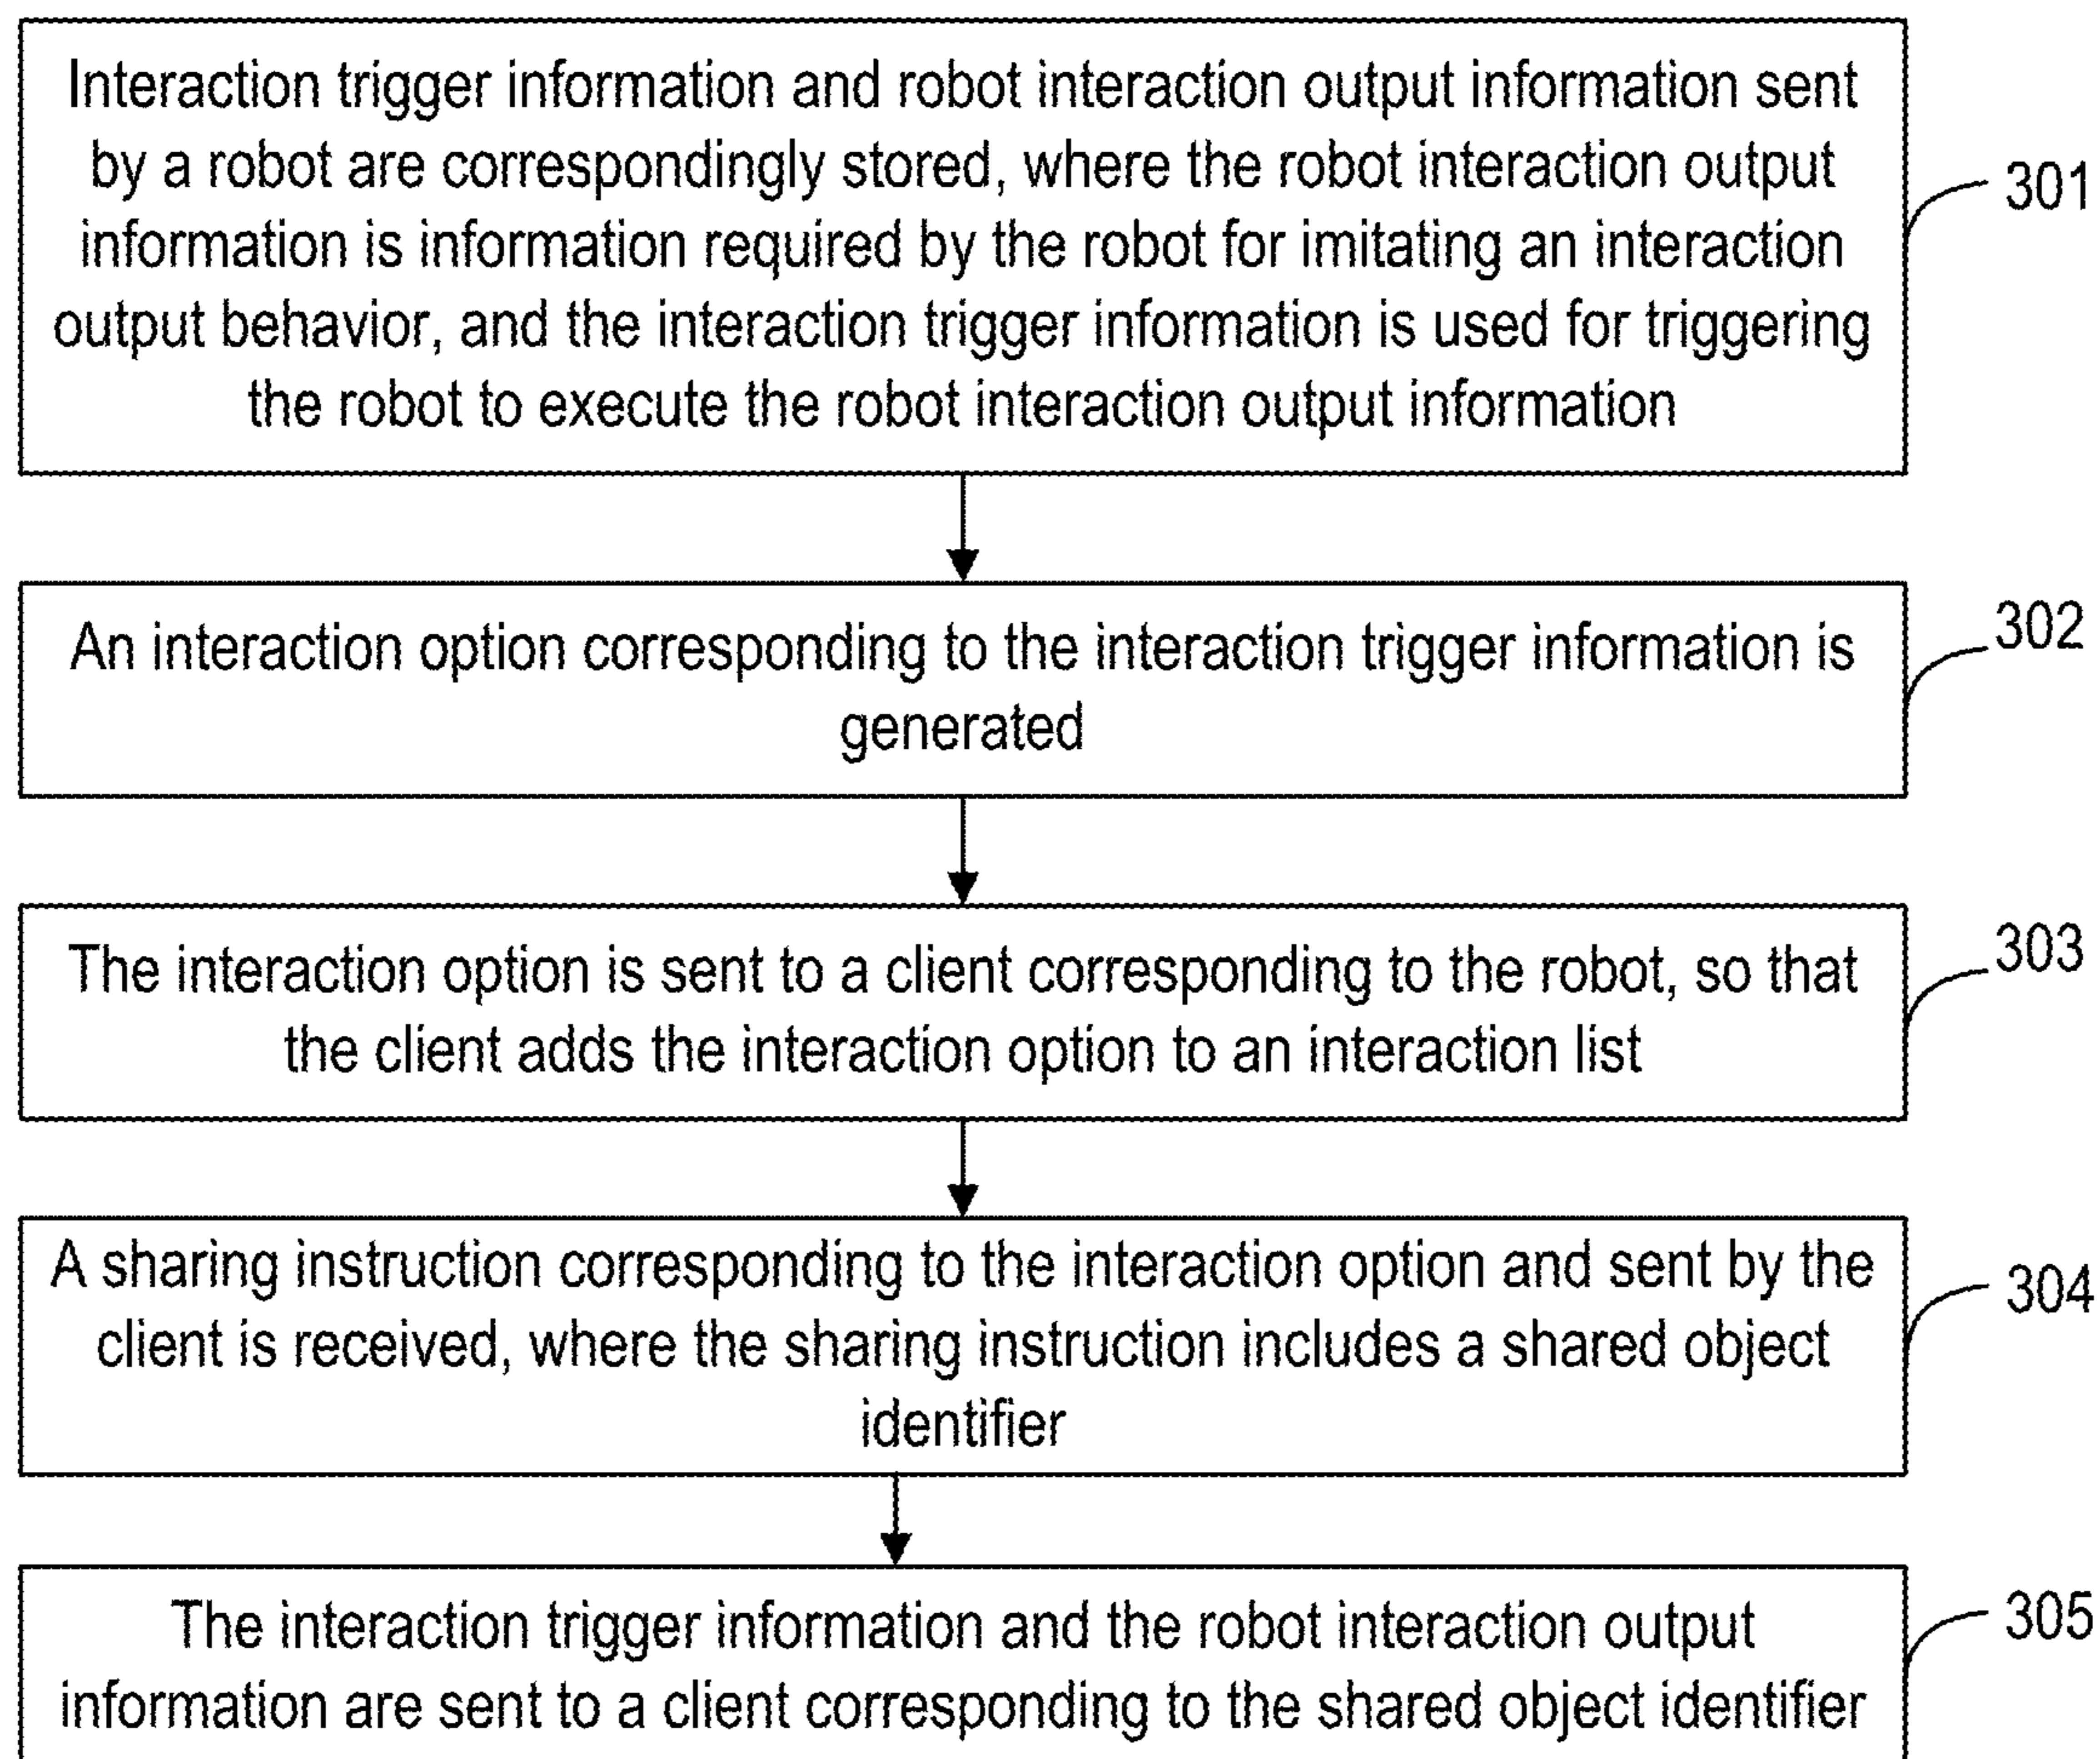 Interaction trigger information and robot interaction output information sent
by a robot are correspondingly stored, where the robot interaction output
information is information required by the robot for imitating an interaction
output behavior, and the interaction trigger information is used for triggering
the robot to execute the robot interaction output information
301
An interaction option corresponding to the interaction trigger information is
generated
302
The interaction option is sent to a client corresponding to the robot, so that
the client adds the interaction option to an interaction list
303
A sharing instruction corresponding to the interaction option and sent by the
client is received, where the sharing instruction includes a shared object
identifier
304
The interaction trigger information and the robot interaction output
information are sent to a client corresponding to the shared object identifier
305